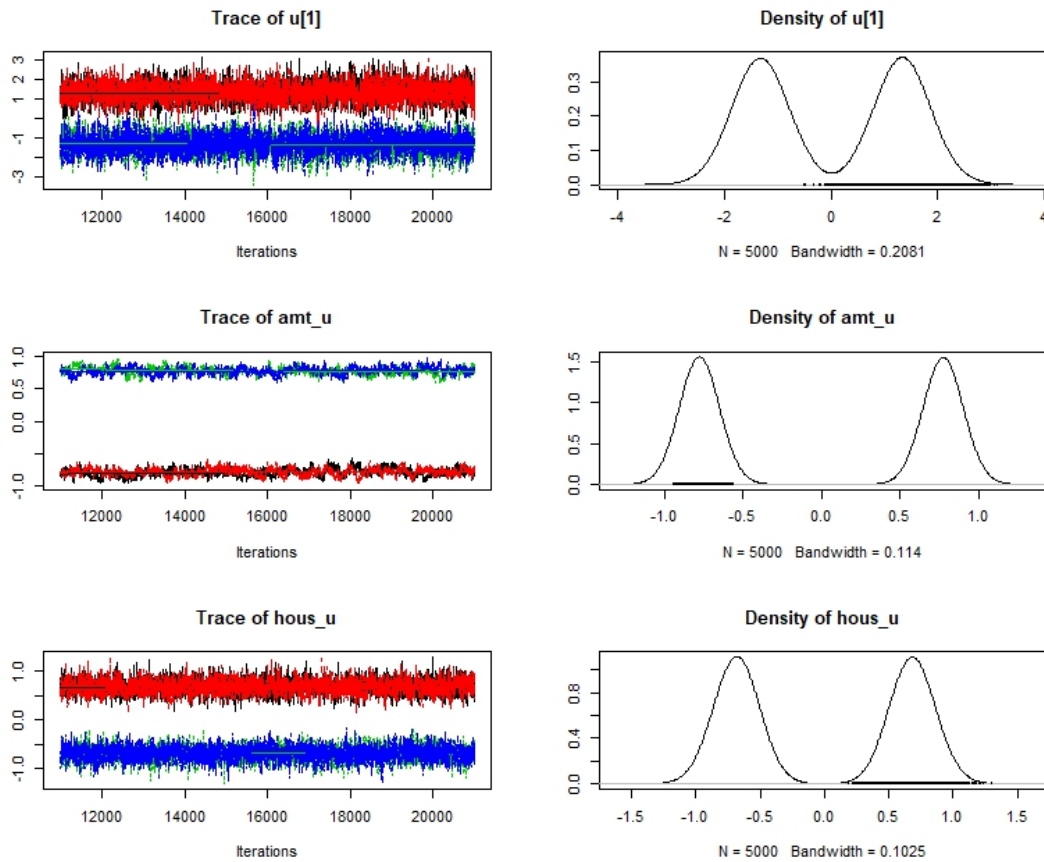 Trace of u[1]
3
2
1
-1
-3
12000 14000 16000 18000 20000
Iterations
Density of u[1]
0.3
0.2
0.1
0.0
-4 -2 0 2 4
N = 5000 Bandwidth = 0.2081
Trace of amt_u
1.0
0.5
0.0
-1.0
12000 14000 16000 18000 20000
Iterations
Density of amt_u
1.5
1.0
0.5
0.0
-1.0 -0.5 0.0 0.5 1.0
N = 5000 Bandwidth = 0.114
Trace of hous_u
1.0
0.0
-1.0
12000 14000 16000 18000 20000
Iterations
Density of hous_u
0.8
0.4
0.0
-1.5 -1.0 -0.5 0.0 0.5 1.0 1.5
N = 5000 Bandwidth = 0.1025